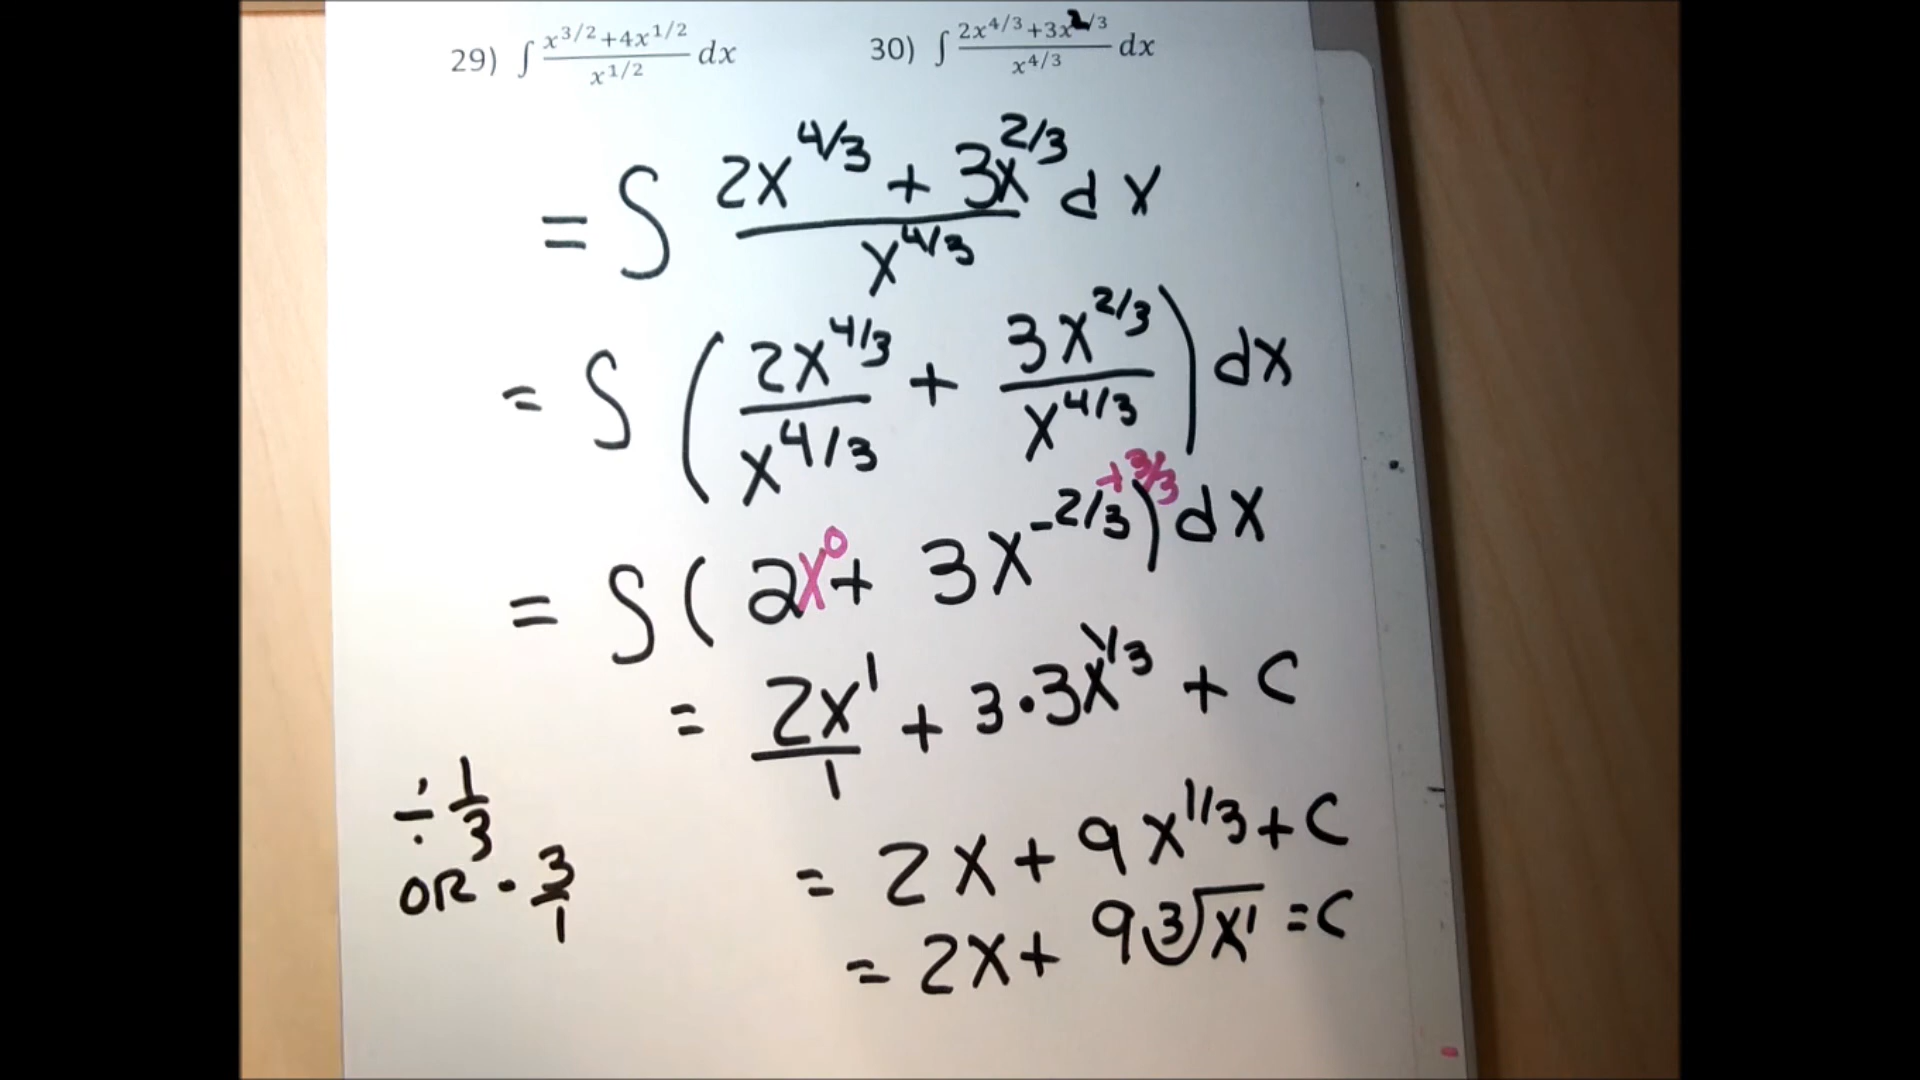 29) ∫ (x^{3/2}+4x^{1/2})/(x^{1/2}) dx    30) ∫ (2x^{4/3}+3x^{2/3})/(x^{4/3}) dx
= ∫ (2x^{4/3} + 3x^{2/3})/(x^{4/3}) dx
= ∫ ( 2x^{4/3}/x^{4/3} + 3x^{2/3}/x^{4/3} ) dx
= ∫ ( 2x^0 + 3x^{-2/3 + 3/3} ) dx
= 2x^1/1 + 3·3x^{1/3} + C
÷ 1/3
OR · 3/1
= 2x + 9x^{1/3} + C
= 2x + 9 ∛(x^1) = C